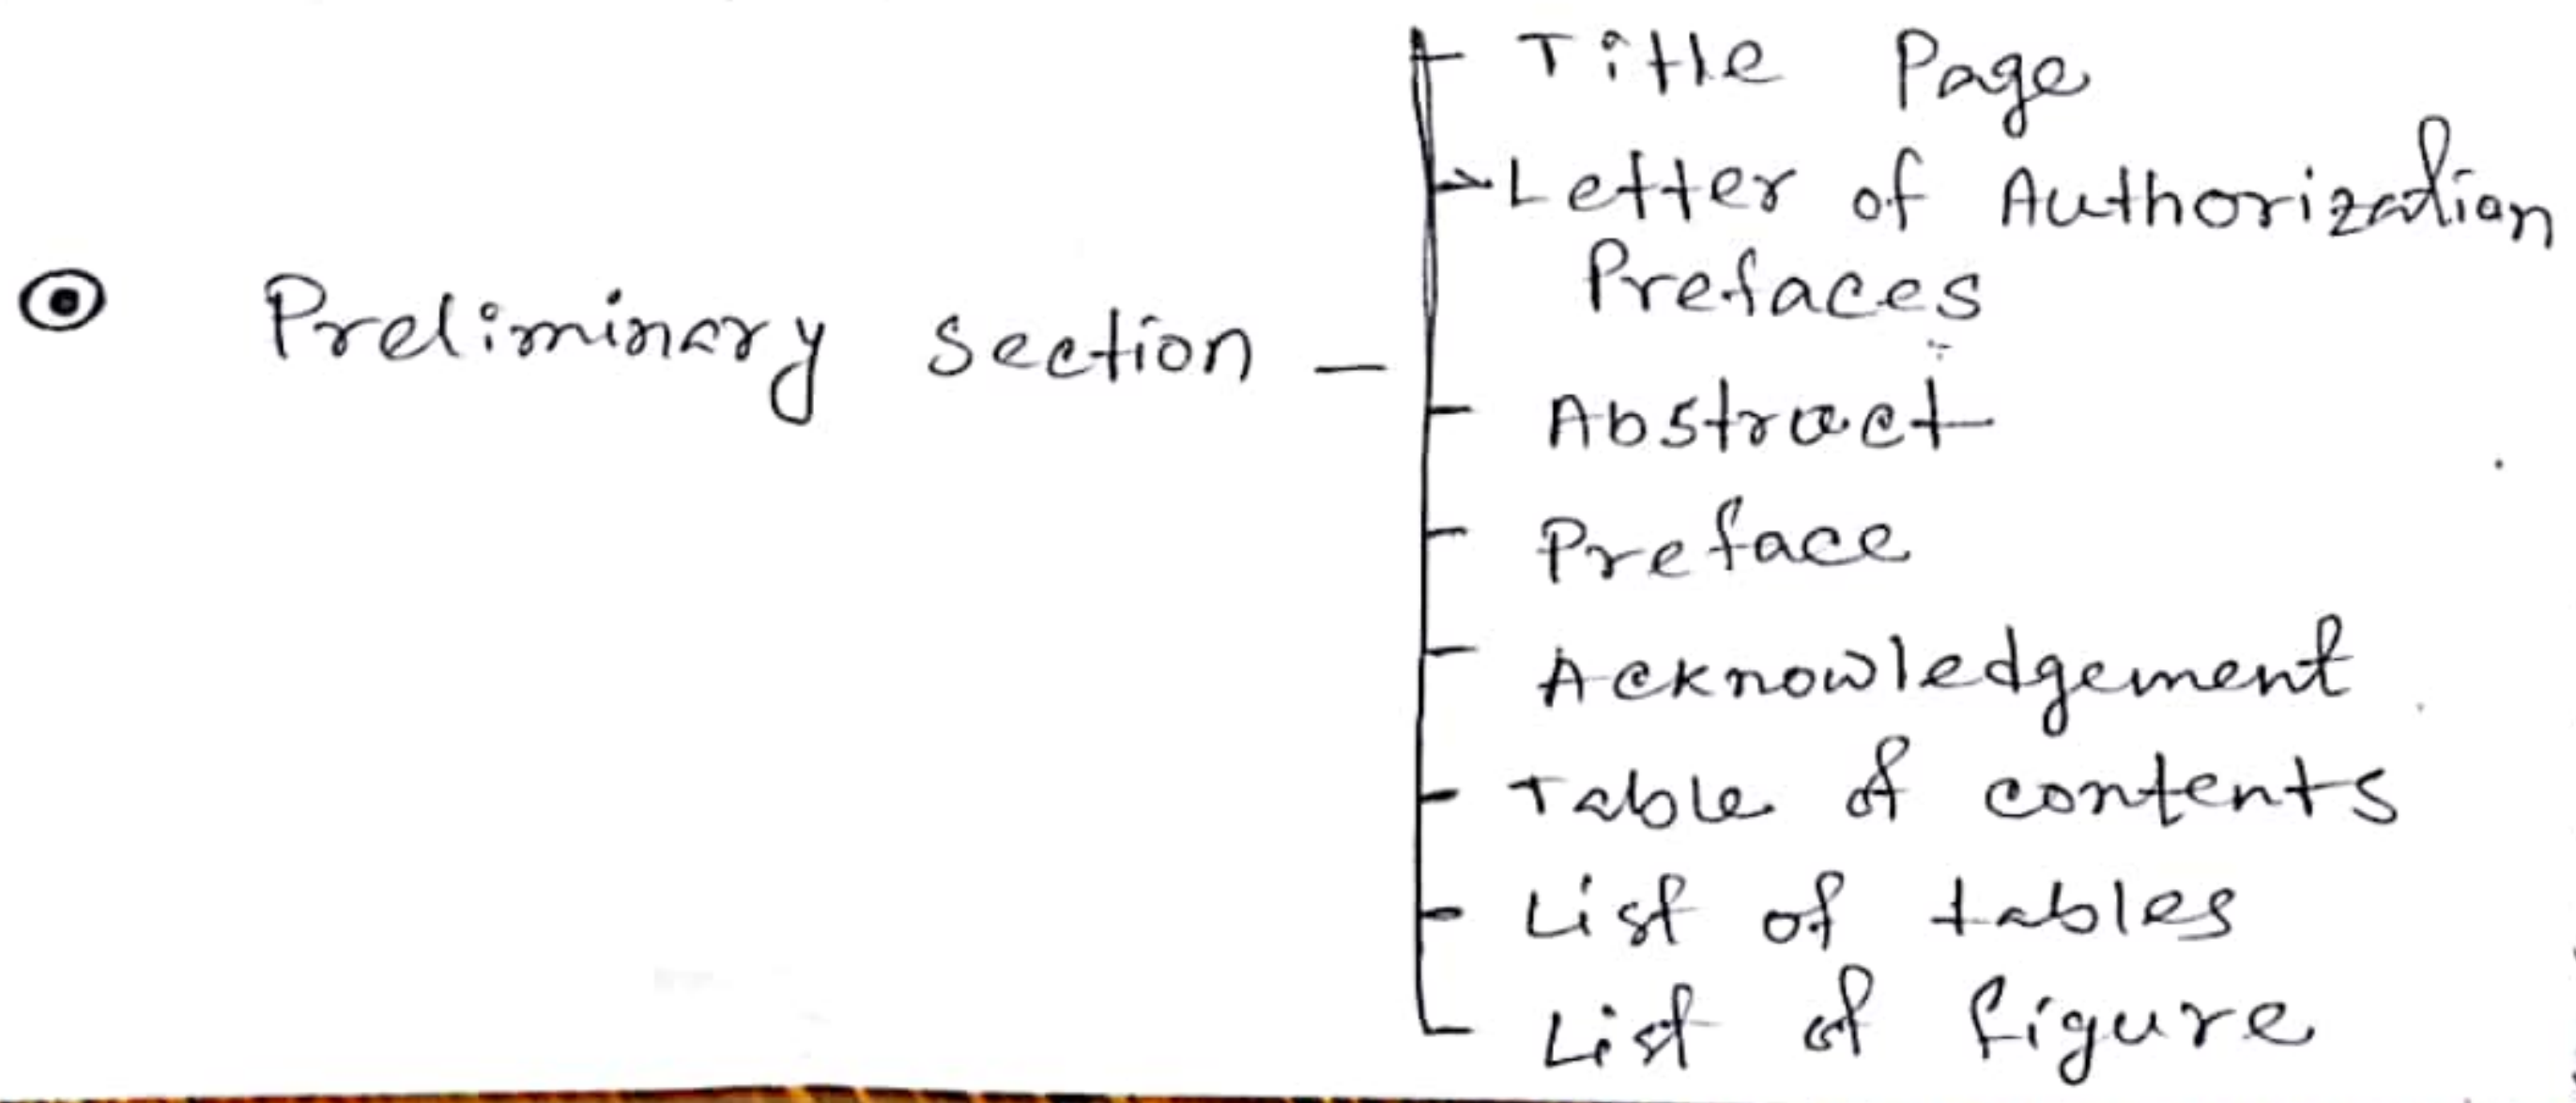 Title Page
Letter of Authorization
Prefaces
Preliminary section -
Abstract
Preface
Acknowledgement
Table of contents
List of tables
List of figure